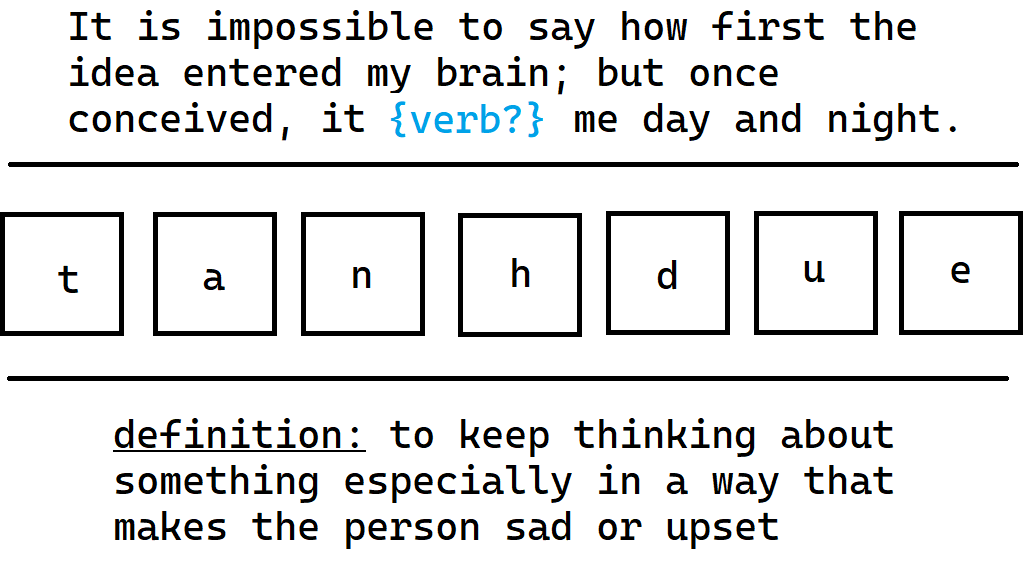 It is impossible to say how first the
idea entered my brain; but once
conceived, it {verb?} me day and night.
t a n h d u e
definition: to keep thinking about
something especially in a way that
makes the person sad or upset